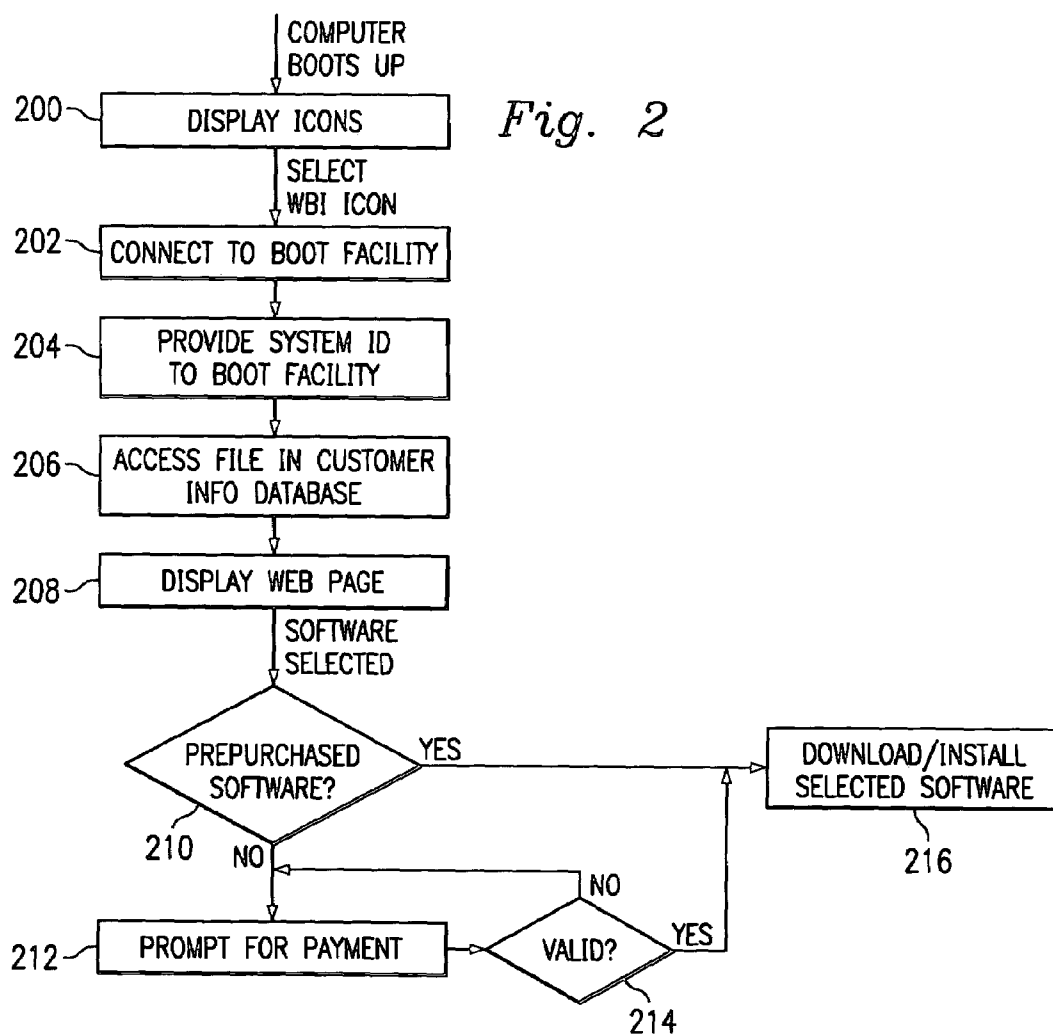 COMPUTER
BOOTS UP
200
DISPLAY ICONS
Fig. 2
SELECT
WBI ICON
202
CONNECT TO BOOT FACILITY
204
PROVIDE SYSTEM ID
TO BOOT FACILITY
206
ACCESS FILE IN CUSTOMER
INFO DATABASE
208
DISPLAY WEB PAGE
SOFTWARE
SELECTED
PREPURCHASED
SOFTWARE?
YES
210
NO
DOWNLOAD/INSTALL
SELECTED SOFTWARE
216
212
PROMPT FOR PAYMENT
VALID?
NO
YES
214